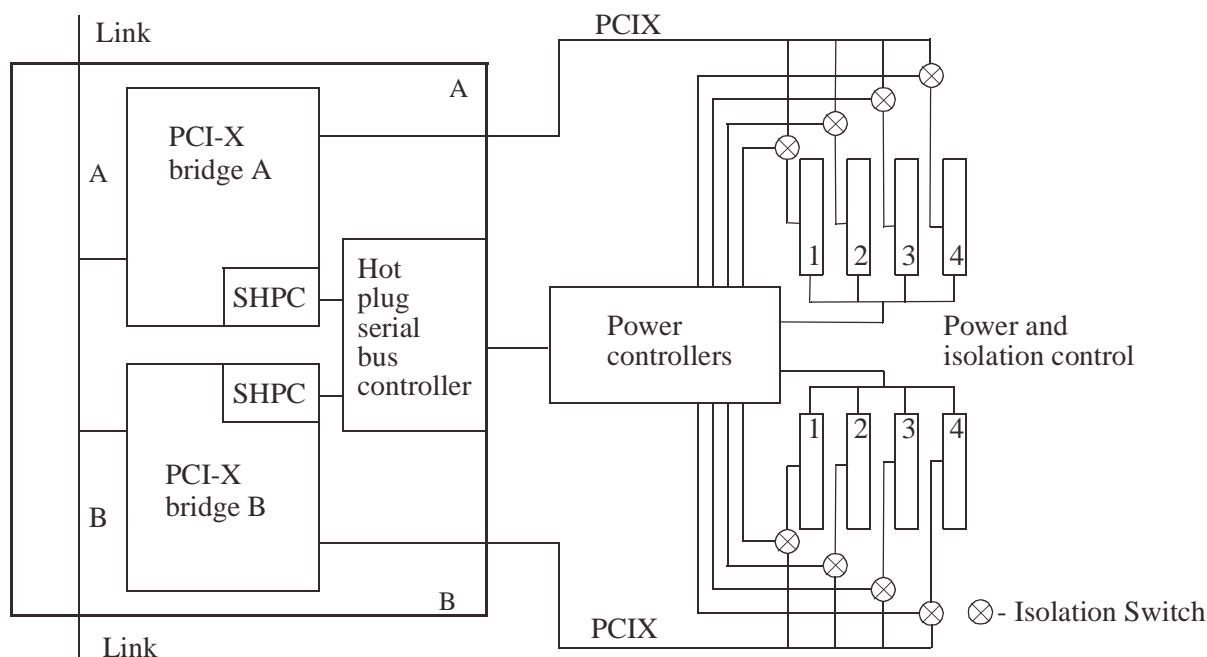 Link
PCIX
A
PCI-X
bridge A
A
SHPC
Hot
plug
serial
bus
controller
1 2 3 4
Power
controllers
Power and
isolation control
SHPC
1 2 3 4
PCI-X
bridge B
B
B
- Isolation Switch
PCIX
Link